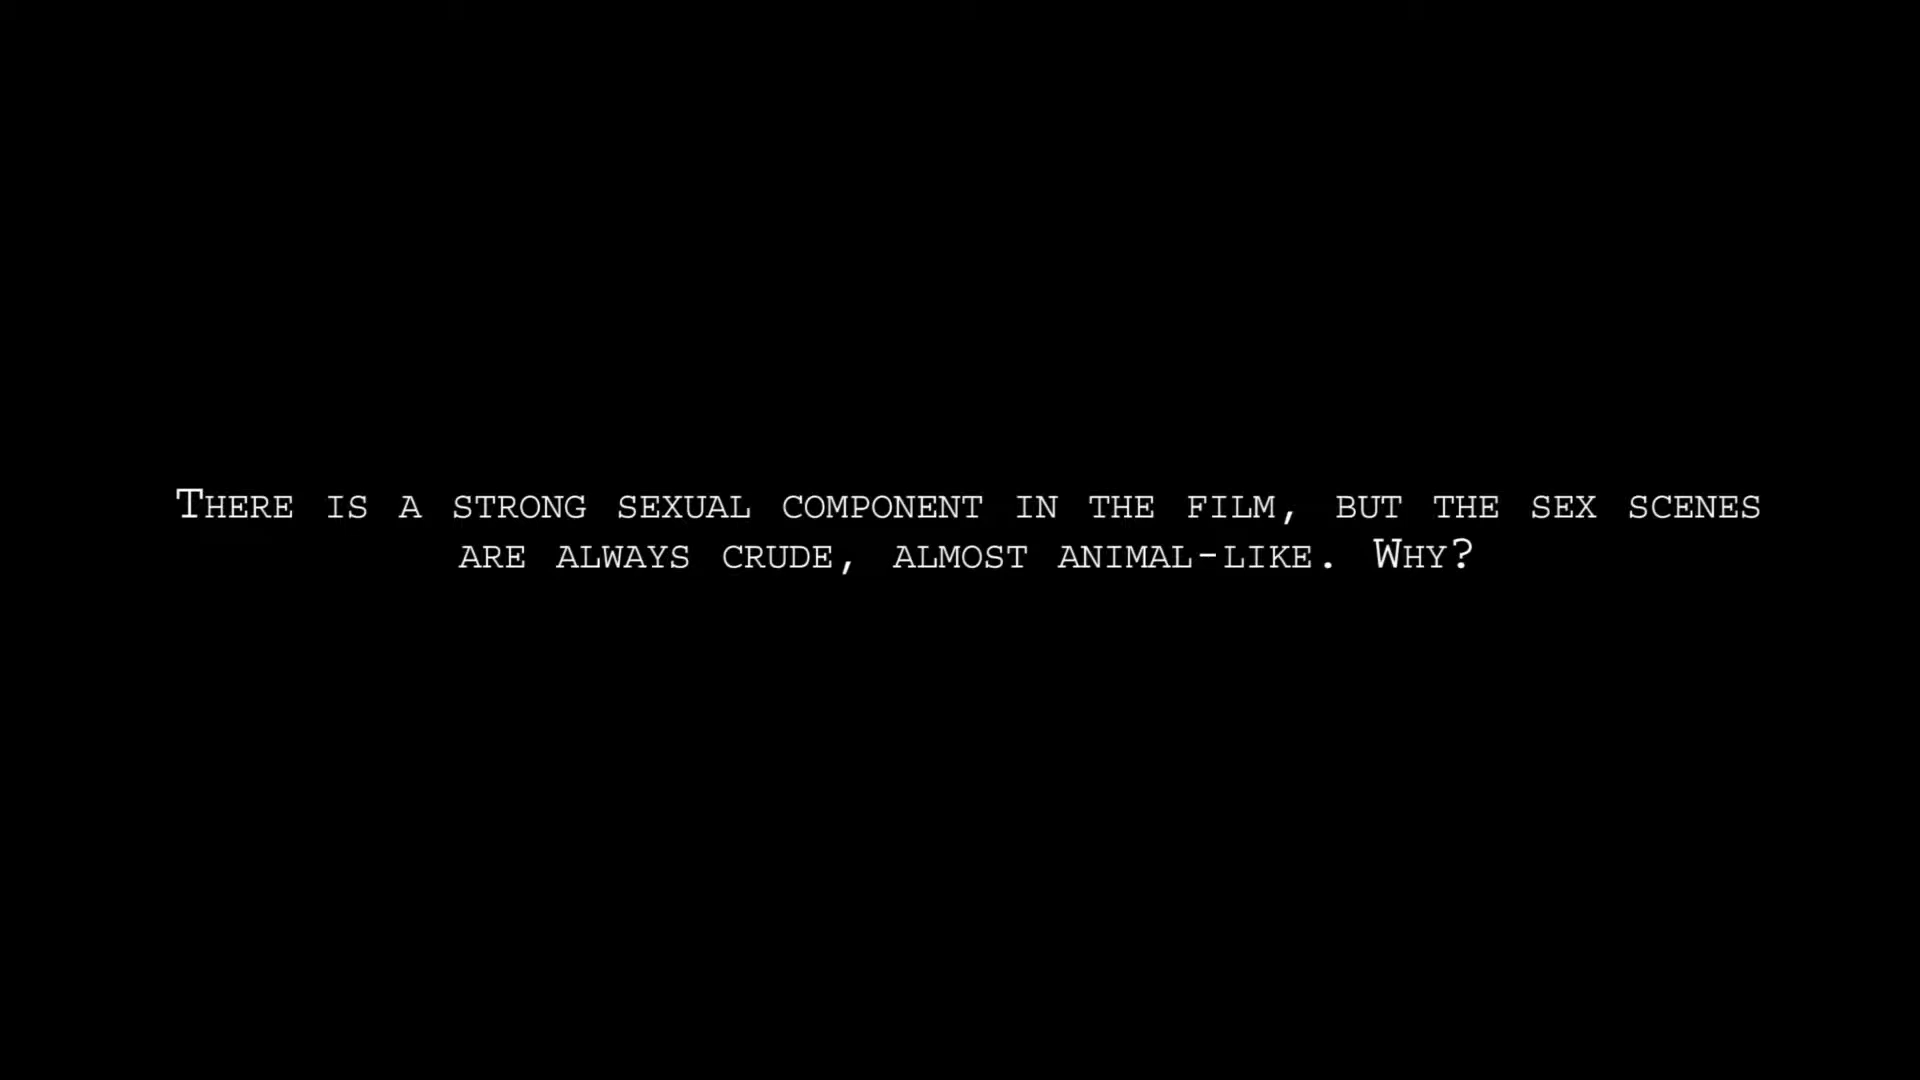 There is a strong sexual component in the film, but the sex scenes
are always crude, almost animal-like. Why?